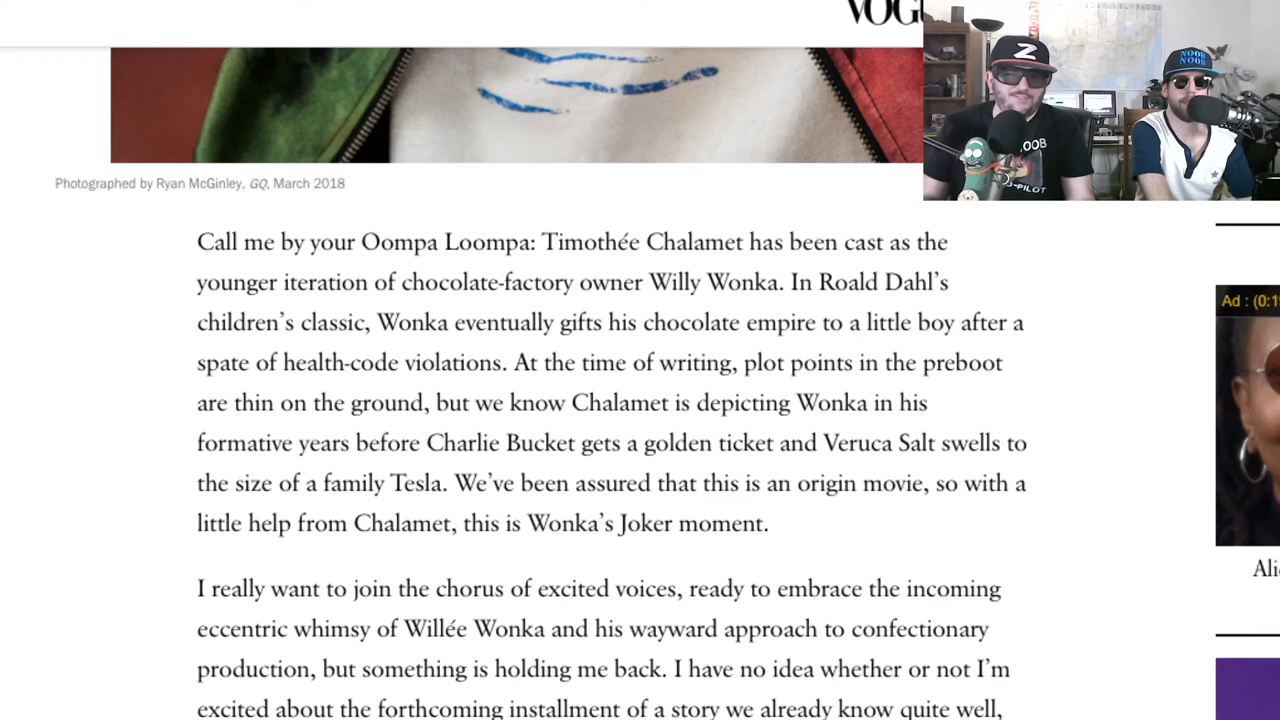 VOGU
Z
NOOB
NOOB
OOB
-PILOT
Photographed by Ryan McGinley, GQ, March 2018
Call me by your Oompa Loompa: Timothée Chalamet has been cast as the
younger iteration of chocolate-factory owner Willy Wonka. In Roald Dahl’s
children’s classic, Wonka eventually gifts his chocolate empire to a little boy after a
spate of health-code violations. At the time of writing, plot points in the preboot
are thin on the ground, but we know Chalamet is depicting Wonka in his
formative years before Charlie Bucket gets a golden ticket and Veruca Salt swells to
the size of a family Tesla. We’ve been assured that this is an origin movie, so with a
little help from Chalamet, this is Wonka’s Joker moment.
Ad : (0:1
Ali
I really want to join the chorus of excited voices, ready to embrace the incoming
eccentric whimsy of Willée Wonka and his wayward approach to confectionary
production, but something is holding me back. I have no idea whether or not I’m
excited about the forthcoming installment of a story we already know quite well,